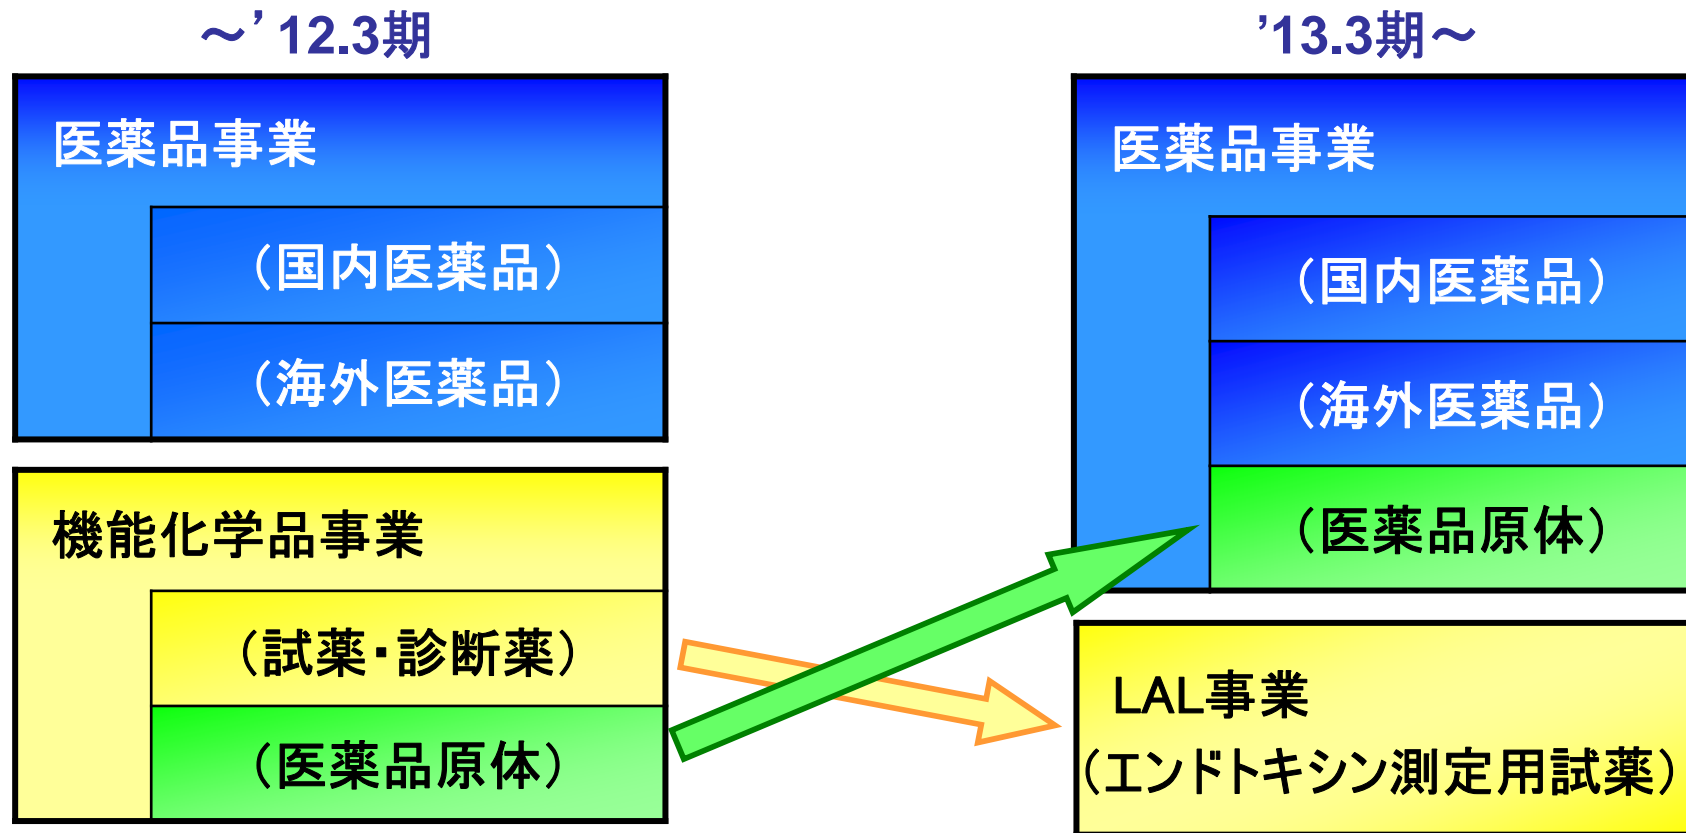 ～’12.3期
医薬品事業
（国内医薬品）
（海外医薬品）
機能化学品事業
（試薬・診断薬）
（医薬品原体）
’13.3期～
医薬品事業
（国内医薬品）
（海外医薬品）
（医薬品原体）
LAL事業
（エンドトキシン測定用試薬）